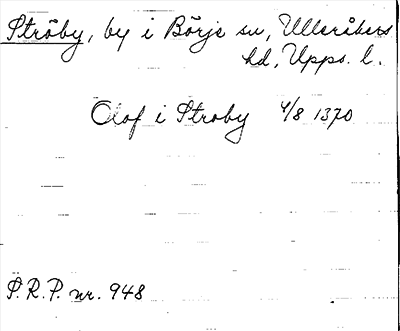 Ströby, by i Börje sn, Ulleråkers
hd, Upps. l.
Olof i Stroby 4/8 1370
S.R.P. nr. 948